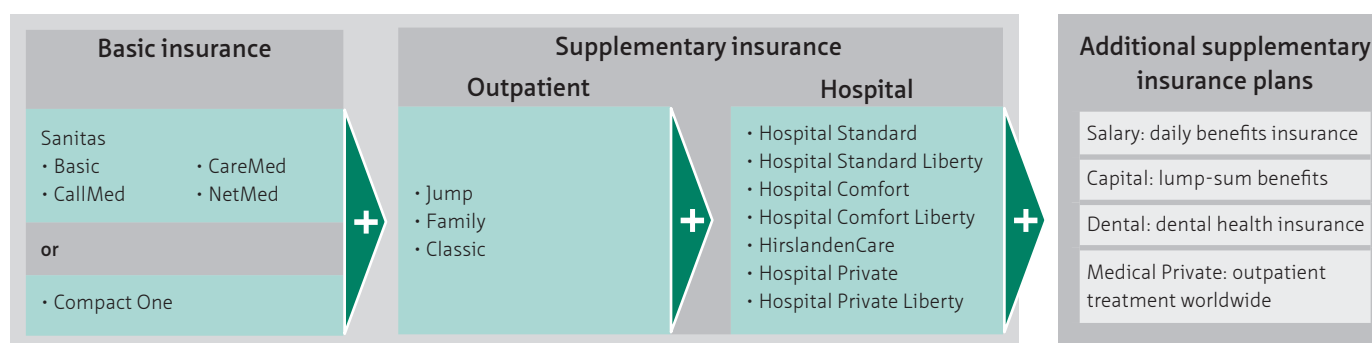 Basic insurance
Sanitas
• Basic
• CallMed
• CareMed
• NetMed
or
• Compact One
+
Supplementary insurance
Outpatient
• Jump
• Family
• Classic
+
Hospital
• Hospital Standard
• Hospital Standard Liberty
• Hospital Comfort
• Hospital Comfort Liberty
• HirslandenCare
• Hospital Private
• Hospital Private Liberty
+
Additional supplementary
insurance plans
Salary: daily benefits insurance
Capital: lump-sum benefits
Dental: dental health insurance
Medical Private: outpatient
treatment worldwide